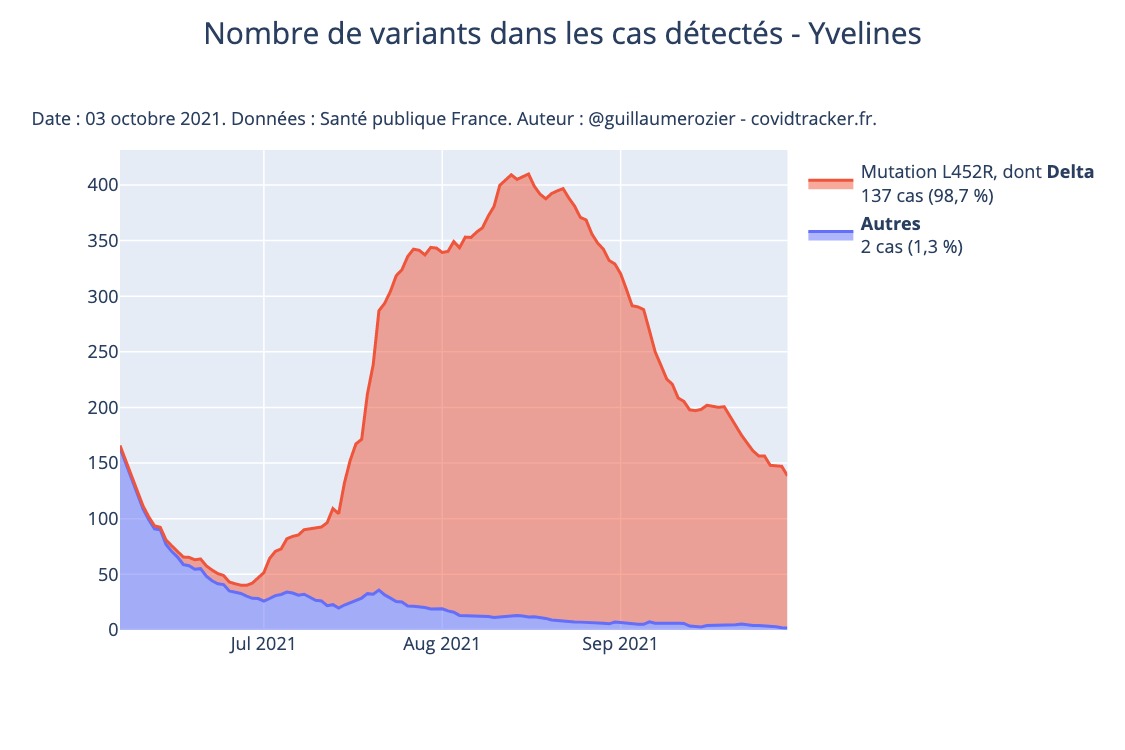 Nombre de variants dans les cas détectés - Yvelines
Date : 03 octobre 2021. Données : Santé publique France. Auteur : @guillaumerozier - covidtracker.fr.
Mutation L452R, dont Delta
137 cas (98,7 %)
Autres
2 cas (1,3 %)
400
350
300
250
200
150
100
50
0
Jul 2021
Aug 2021
Sep 2021